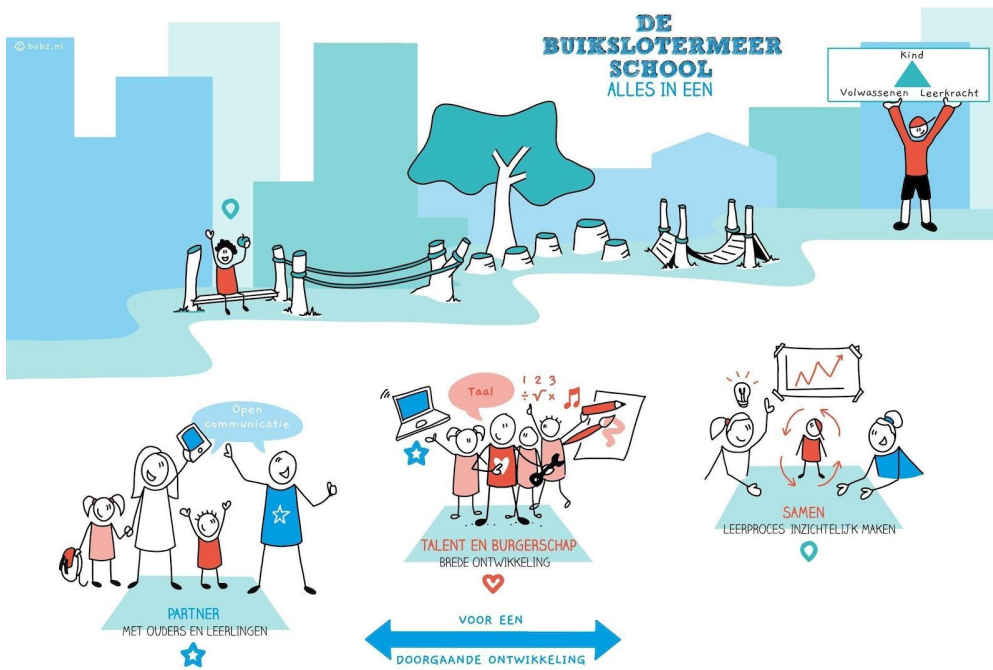 © bvbz.nl
DE
BUIKSLOTERMEER
SCHOOL
ALLES IN EEN
Kind
Volwassenen Leerkracht
Open
communicatie
Taal
1 2 3
÷ √ x
PARTNER
MET OUDERS EN LEERLINGEN
TALENT EN BURGERSCHAP
BREDE ONTWIKKELING
SAMEN
LEERPROCES INZICHTELIJK MAKEN
VOOR EEN
DOORGAANDE ONTWIKKELING